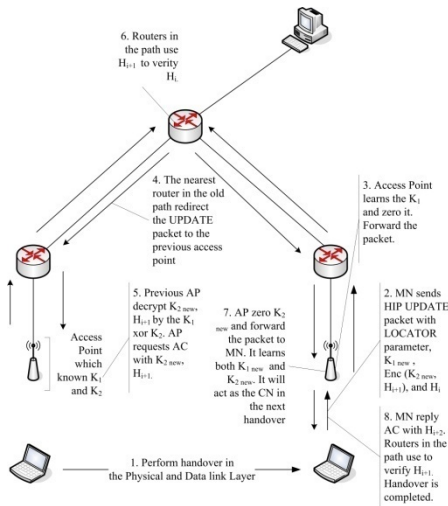 6. Routers in
the path use
Hi+1 to verity
Hi.
4. The nearest
router in the old
path redirect
the UPDATE
packet to the
previous access
point
3. Access Point
learns the K1
and zero it.
Forward the
packet.
5. Previous AP
decrypt K2 new,
Hi+1 by the K1
xor K2. AP
requests AC
with K2 new,
Hi+1.
Access
Point
which
known K1
and K2
7. AP zero K2
new and forward
the packet to
MN. It learns
both K1 new and
K2 new. It will
act as the CN in
the next
handover
2. MN sends
HIP UPDATE
packet with
LOCATOR
parameter,
K1 new ,
Enc (K2 new,
Hi+1), and Hi
8. MN reply
AC with Hi+2.
Routers in the
path use to
verify Hi+1.
Handover is
completed.
1. Perform handover in
the Physical and Data link Layer